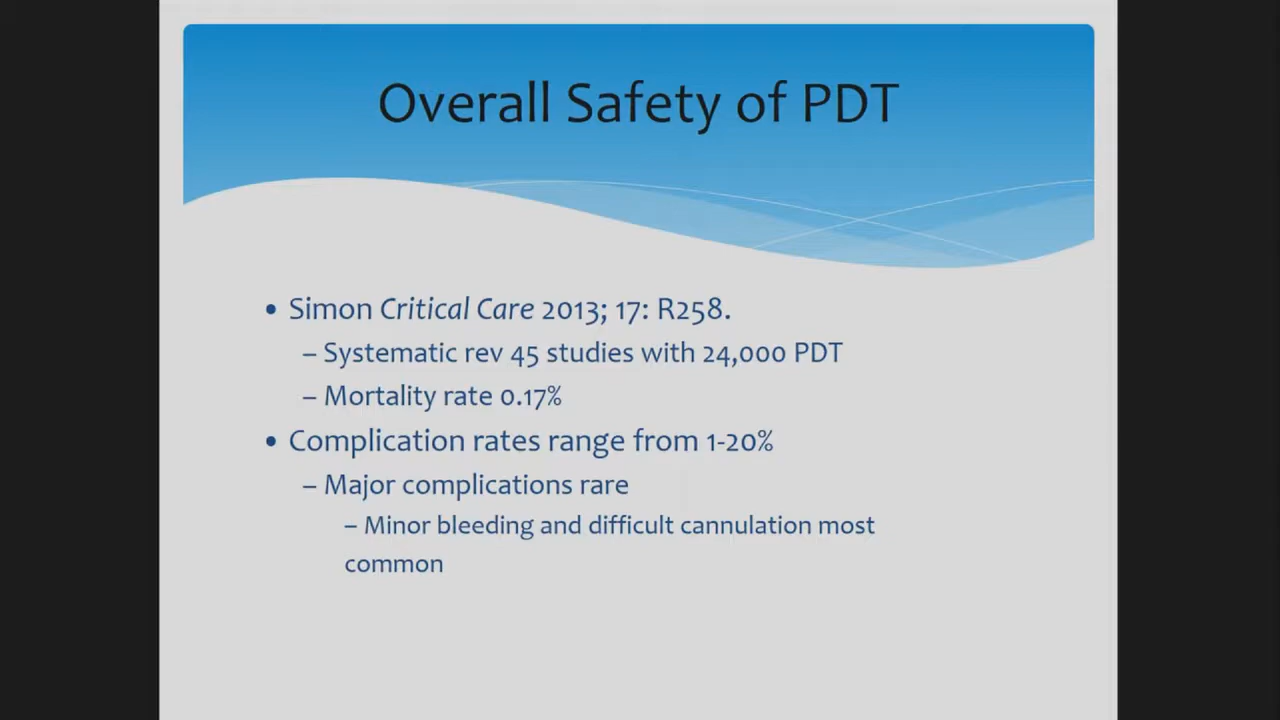 Overall Safety of PDT
• Simon Critical Care 2013; 17: R258.
– Systematic rev 45 studies with 24,000 PDT
– Mortality rate 0.17%
• Complication rates range from 1-20%
– Major complications rare
– Minor bleeding and difficult cannulation most
common